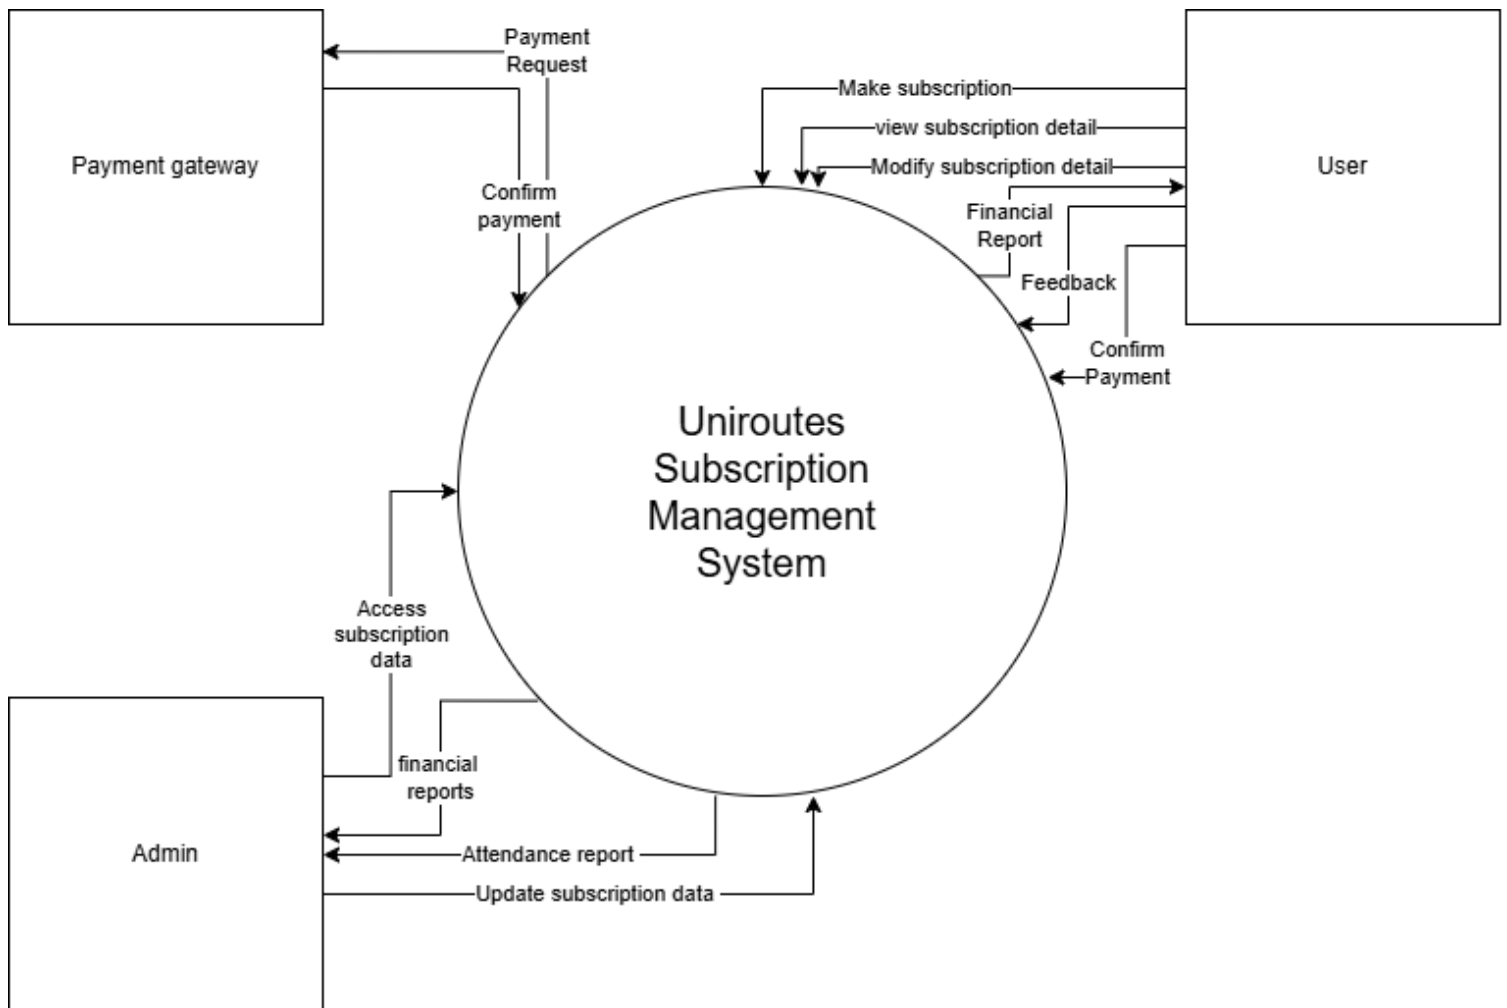 Payment
Request
Make subscription
view subscription detail
Payment gateway
Modify subscription detail
User
Confirm
payment
Financial
Report
Feedback
Confirm
Payment
Uniroutes
Subscription
Management
System
Access
subscription
data
financial
reports
Admin
Attendance report
Update subscription data